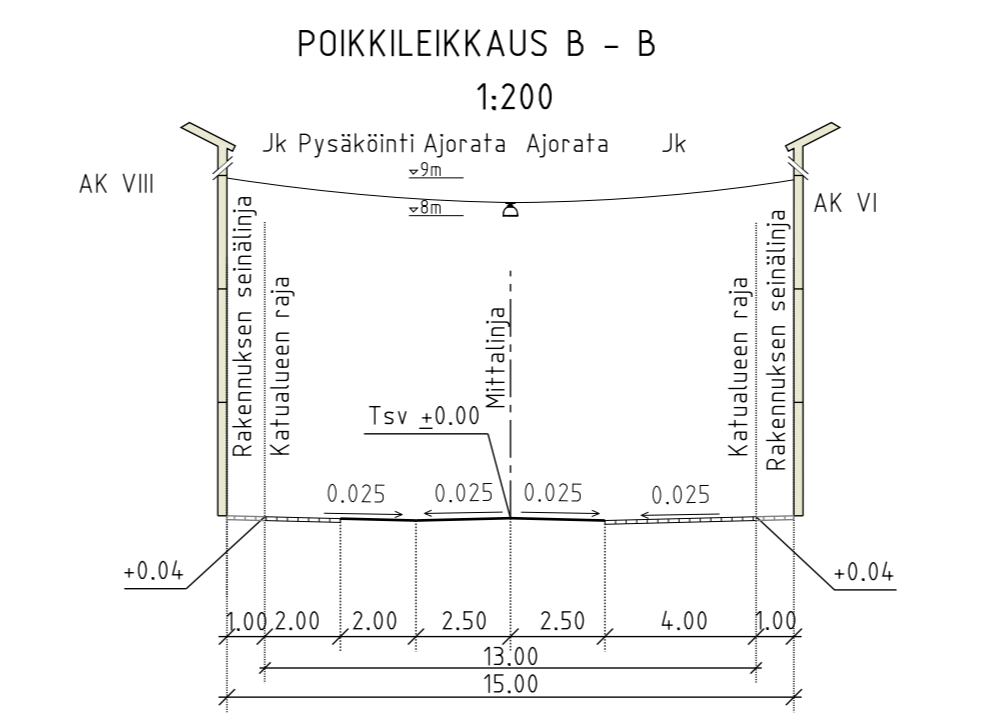 POIKKILEIKKAUS B - B
1:200
Jk Pysäköinti Ajorata Ajorata Jk
9m
AK VIII
AK VI
8m
Rakennuksen seinälinja
Katualueen raja
Mittalinja
Katualueen raja
Rakennuksen seinälinja
Tsv ±0.00
0.025 0.025 0.025 0.025
+0.04 +0.04
1.00 2.00 2.00 2.50 2.50 4.00 1.00
13.00
15.00